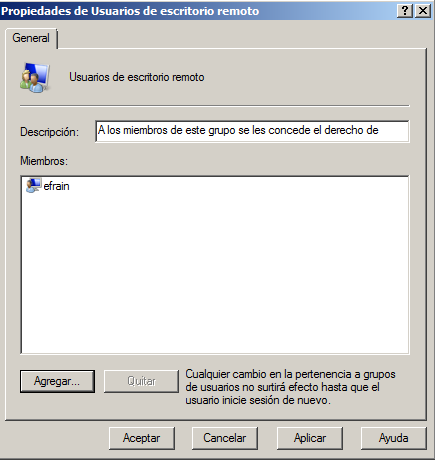 Propiedades de Usuarios de escritorio remoto
General
Usuarios de escritorio remoto
Descripción: A los miembros de este grupo se les concede el derecho de
Miembros:
efrain
Agregar... Quitar
Cualquier cambio en la pertenencia a grupos
de usuarios no surtirá efecto hasta que el
usuario inicie sesión de nuevo.
Aceptar Cancelar Aplicar Ayuda